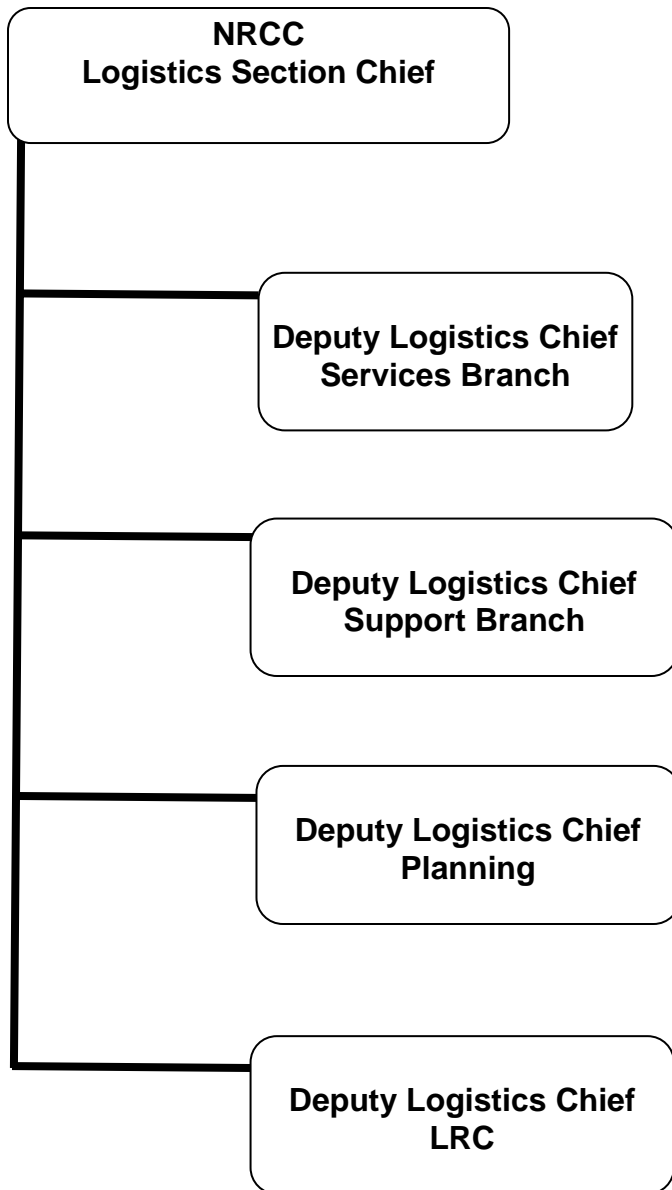 NRCC
Logistics Section Chief
Deputy Logistics Chief
Services Branch
Deputy Logistics Chief
Support Branch
Deputy Logistics Chief
Planning
Deputy Logistics Chief
LRC